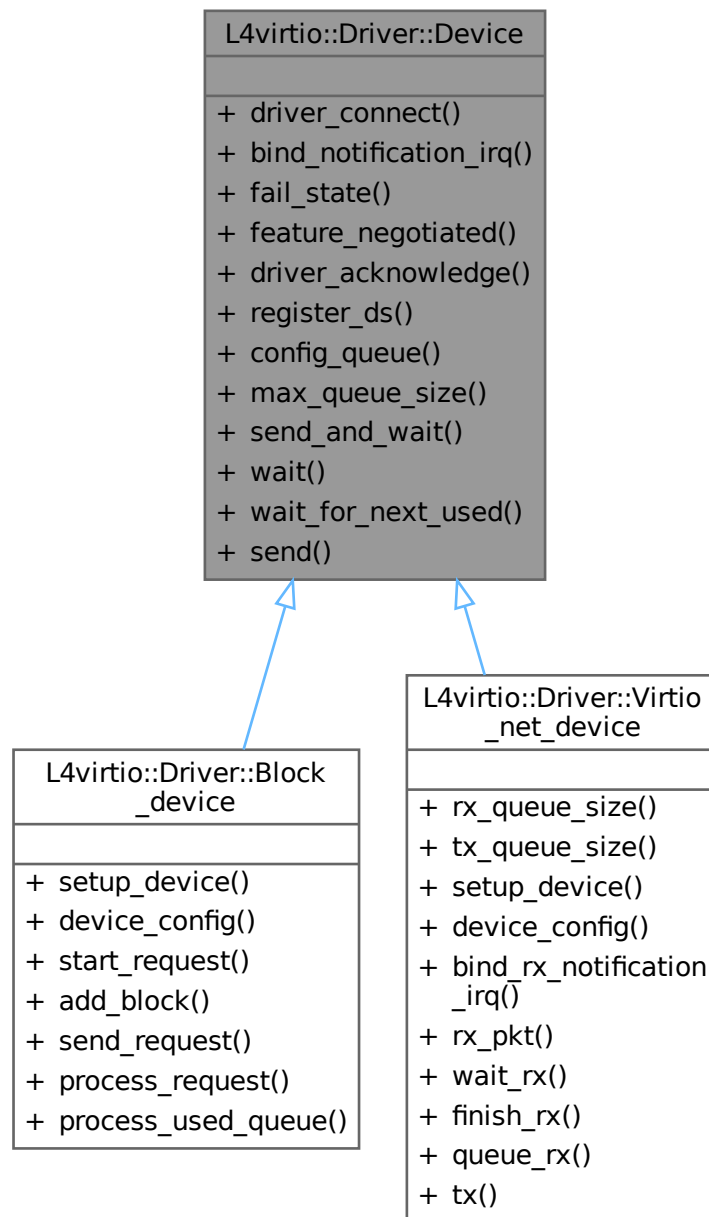 L4virtio::Driver::Device
+ driver_connect()
+ bind_notification_irq()
+ fail_state()
+ feature_negotiated()
+ driver_acknowledge()
+ register_ds()
+ config_queue()
+ max_queue_size()
+ send_and_wait()
+ wait()
+ wait_for_next_used()
+ send()
L4virtio::Driver::Block
_device
+ setup_device()
+ device_config()
+ start_request()
+ add_block()
+ send_request()
+ process_request()
+ process_used_queue()
L4virtio::Driver::Virtio
_net_device
+ rx_queue_size()
+ tx_queue_size()
+ setup_device()
+ device_config()
+ bind_rx_notification
_irq()
+ rx_pkt()
+ wait_rx()
+ finish_rx()
+ queue_rx()
+ tx()